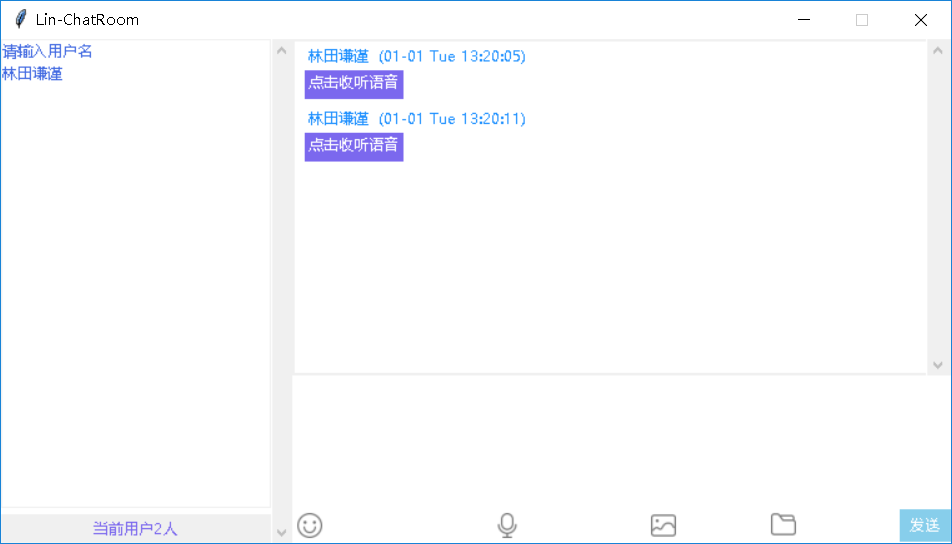 Lin-ChatRoom
请输入用户名
林田谦谨
林田谦谨 (01-01 Tue 13:20:05)
点击收听语音
林田谦谨 (01-01 Tue 13:20:11)
点击收听语音
当前用户2人
发送